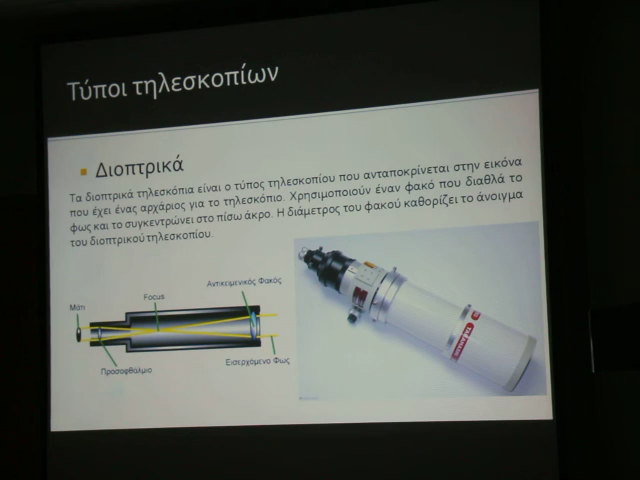 Τύποι τηλεσκοπίων
Διοπτρικά
Τα διοπτρικά τηλεσκόπια είναι ο τύπος τηλεσκοπίου που ανταποκρίνεται στην εικόνα
που έχει ένας αρχάριος για το τηλεσκόπιο. Χρησιμοποιούν έναν φακό που διαθλά το
φως και το συγκεντρώνει στο πίσω άκρο. Η διάμετρος του φακού καθορίζει το άνοιγμα
του διοπτρικού τηλεσκοπίου.
Αντικειμενικός Φακός
Focus
Μάτι
Προσοφθάλμιο
Εισερχόμενο Φως